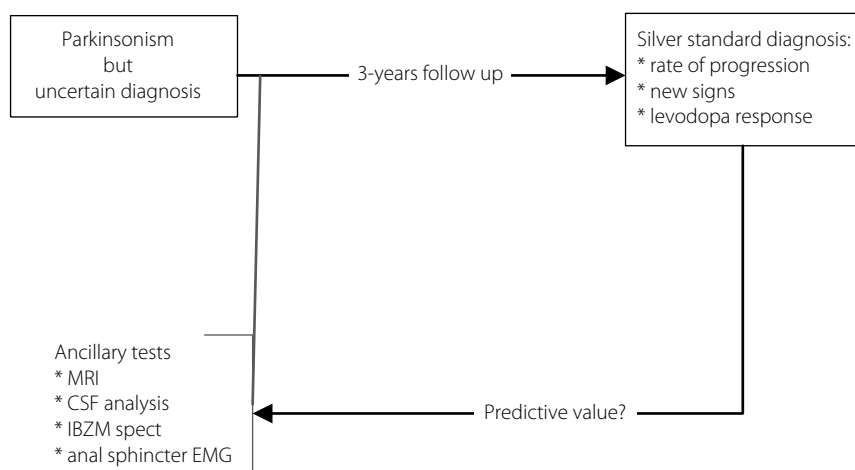 Parkinsonism
but
uncertain diagnosis
3-years follow up
Silver standard diagnosis:
* rate of progression
* new signs
* levodopa response
Ancillary tests
* MRI
* CSF analysis
* IBZM spect
* anal sphincter EMG
Predictive value?